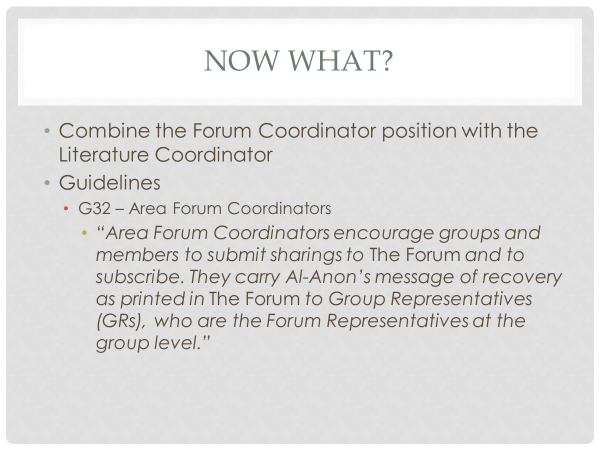 NOW WHAT?
• Combine the Forum Coordinator position with the
Literature Coordinator
• Guidelines
• G32 – Area Forum Coordinators
• “Area Forum Coordinators encourage groups and
members to submit sharings to The Forum and to
subscribe. They carry Al-Anon’s message of recovery
as printed in The Forum to Group Representatives
(GRs), who are the Forum Representatives at the
group level.”